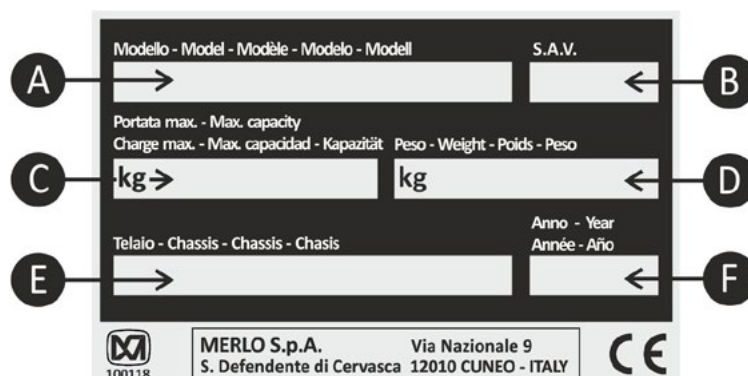 Modello - Model - Modèle - Modelo - Modell
S.A.V.
A
B
Portata max. - Max. capacity
Charge max. - Max. capacidad - Kapazität
Peso - Weight - Poids - Peso
C
kg
kg
D
Anno - Year
Telaio - Chassis - Chassis - Chasis
Année - Año
E
F
100118
MERLO S.p.A. Via Nazionale 9
S. Defendente di Cervasca 12010 CUNEO - ITALY
CE